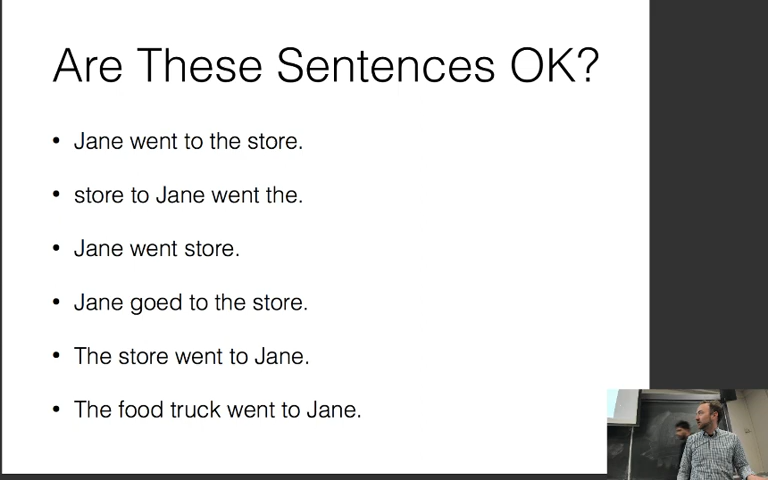 Are These Sentences OK?
• Jane went to the store.
• store to Jane went the.
• Jane went store.
• Jane goed to the store.
• The store went to Jane.
• The food truck went to Jane.